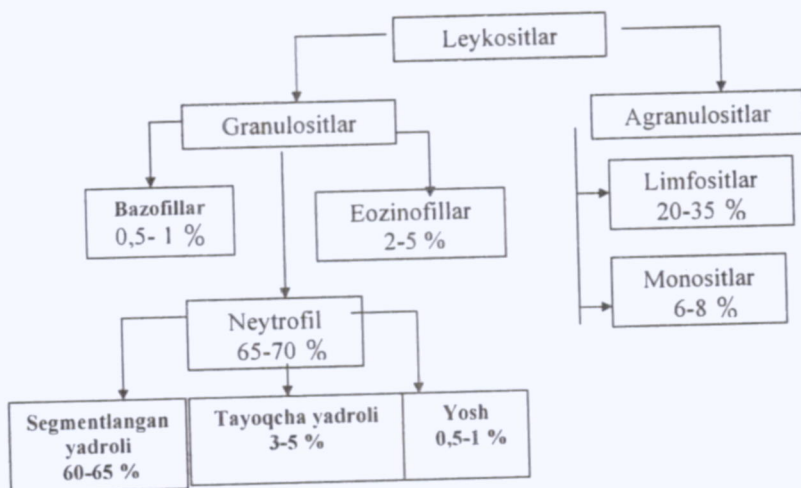 Leykositlar
Granulositlar
Agranulositlar
Bazofillar
0,5- 1 %
Eozinofillar
2-5 %
Limfositlar
20-35 %
Monositlar
6-8 %
Neytrofil
65-70 %
Segmentlangan
yadroli
60-65 %
Tayoqcha yadroli
3-5 %
Yosh
0,5-1 %